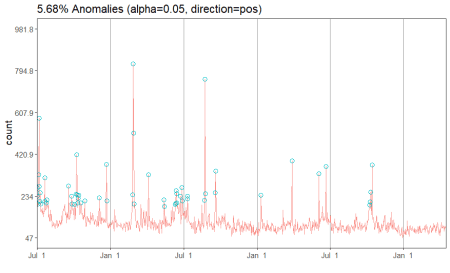 5.68% Anomalies (alpha=0.05, direction=pos)
981.8
794.8
607.9
420.9
234
47
count
Jul 1 Jan 1 Jul 1 Jan 1 Jul 1 Jan 1